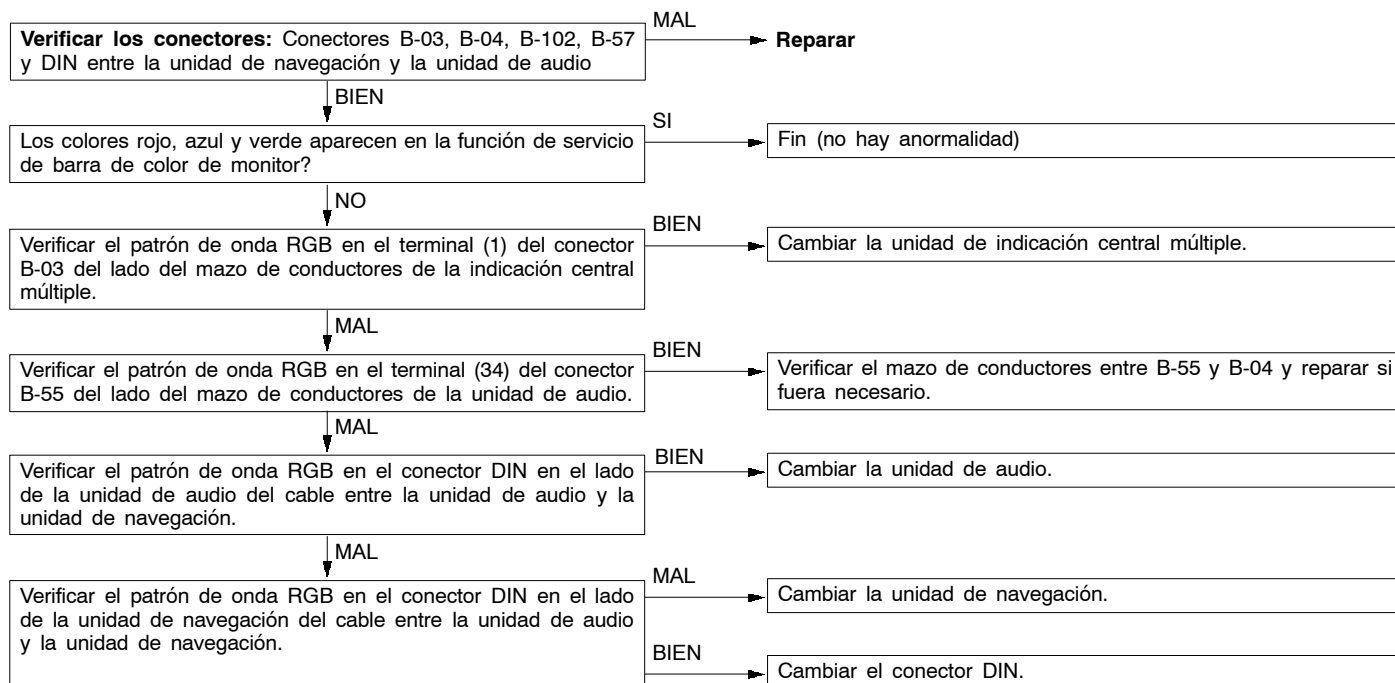 MAL
Verificar los conectores: Conectores B-03, B-04, B-102, B-57
y DIN entre la unidad de navegación y la unidad de audio
Reparar
BIEN
SI
Los colores rojo, azul y verde aparecen en la función de servicio
de barra de color de monitor?
Fin (no hay anormalidad)
NO
BIEN
Verificar el patrón de onda RGB en el terminal (1) del conector
B-03 del lado del mazo de conductores de la indicación central
múltiple.
Cambiar la unidad de indicación central múltiple.
MAL
BIEN
Verificar el patrón de onda RGB en el terminal (34) del conector
B-55 del lado del mazo de conductores de la unidad de audio.
Verificar el mazo de conductores entre B-55 y B-04 y reparar si
fuera necesario.
MAL
BIEN
Verificar el patrón de onda RGB en el conector DIN en el lado
de la unidad de audio del cable entre la unidad de audio y la
unidad de navegación.
Cambiar la unidad de audio.
MAL
MAL
Verificar el patrón de onda RGB en el conector DIN en el lado
de la unidad de navegación del cable entre la unidad de audio
y la unidad de navegación.
Cambiar la unidad de navegación.
BIEN
Cambiar el conector DIN.